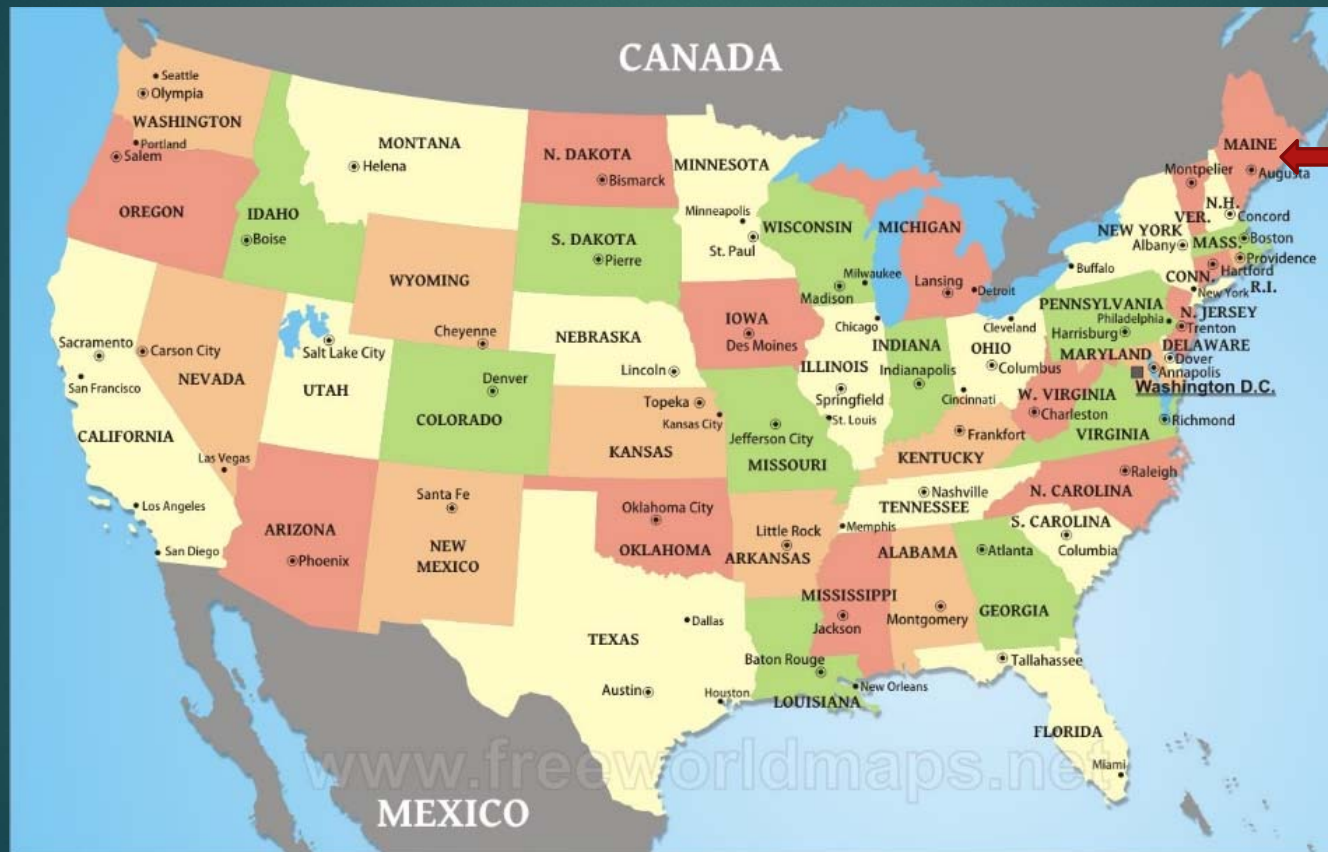 CANADA
Seattle
Olympia
WASHINGTON
Portland
Salem
OREGON
IDAHO
Boise
MONTANA
Helena
N. DAKOTA
Bismarck
S. DAKOTA
Pierre
MINNESOTA
Minneapolis
St. Paul
WISCONSIN
Milwaukee
Madison
MICHIGAN
Lansing
Detroit
MAINE
Augusta
Montpelier
VER.
N.H.
Concord
NEW YORK
Albany
Buffalo
MASS.
Boston
Providence
CONN.
Hartford
R.I.
New York
WYOMING
Cheyenne
NEBRASKA
Lincoln
IOWA
Des Moines
Chicago
ILLINOIS
Springfield
St. Louis
INDIANA
Indianapolis
OHIO
Cleveland
Columbus
Cincinnati
PENNSYLVANIA
Philadelphia
Harrisburg
N. JERSEY
Trenton
DELAWARE
Dover
MARYLAND
Annapolis
Washington D.C.
W. VIRGINIA
Charleston
VIRGINIA
Richmond
Sacramento
San Francisco
CALIFORNIA
Los Angeles
San Diego
Carson City
NEVADA
Las Vegas
Salt Lake City
UTAH
Denver
COLORADO
Topeka
Kansas City
KANSAS
Jefferson City
MISSOURI
Frankfort
KENTUCKY
Nashville
TENNESSEE
Memphis
Raleigh
N. CAROLINA
S. CAROLINA
Columbia
ARIZONA
Phoenix
Santa Fe
NEW
MEXICO
Oklahoma City
OKLAHOMA
Little Rock
ARKANSAS
MISSISSIPPI
Jackson
ALABAMA
Montgomery
Atlanta
GEORGIA
TEXAS
Dallas
Austin
Houston
Baton Rouge
New Orleans
LOUISIANA
Tallahassee
FLORIDA
Miami
www.freeworldmaps.net
MEXICO